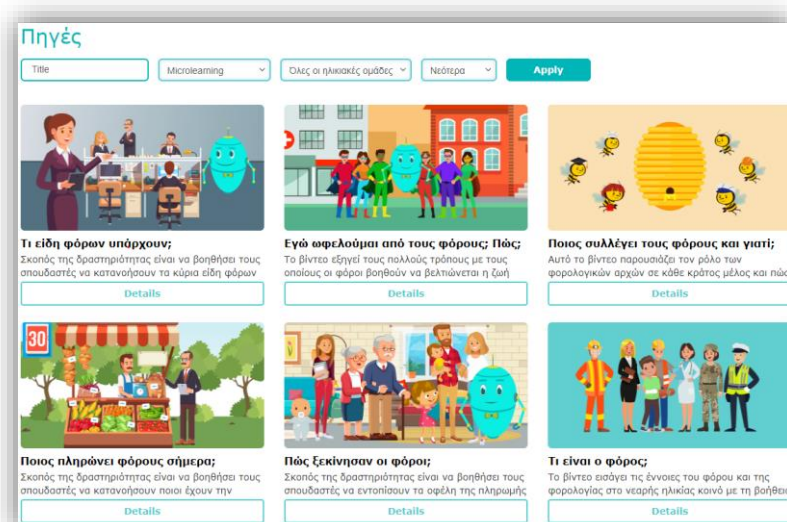 Πηγές
Title
Microlearning
Όλες οι ηλικιακές ομάδες
Νεότερα
Apply
Τι είδη φόρων υπάρχουν;
Σκοπός της δραστηριότητας είναι να βοηθήσει τους
σπουδαστές να κατανοήσουν τα κύρια είδη φόρων
Details
Εγώ ωφελούμαι από τους φόρους; Πώς;
Το βίντεο εξηγεί τους πολλούς τρόπους με τους
οποίους οι φόροι βοηθούν να βελτιώνεται η ζωή
Details
Ποιος συλλέγει τους φόρους και γιατί;
Αυτό το βίντεο παρουσιάζει τον ρόλο των
φορολογικών αρχών σε κάθε κράτος μέλος και πώς
Details
30
Ποιος πληρώνει φόρους σήμερα;
Σκοπός της δραστηριότητας είναι να βοηθήσει τους
σπουδαστές να κατανοήσουν ποιοι έχουν την
Details
Πώς ξεκίνησαν οι φόροι;
Σκοπός της δραστηριότητας είναι να βοηθήσει τους
σπουδαστές να εντοπίσουν τα οφέλη της πληρωμής
Details
Τι είναι ο φόρος;
Το βίντεο εισάγει τις έννοιες του φόρου και της
φορολογίας στο νεαρής ηλικίας κοινό με τη βοήθει
Details